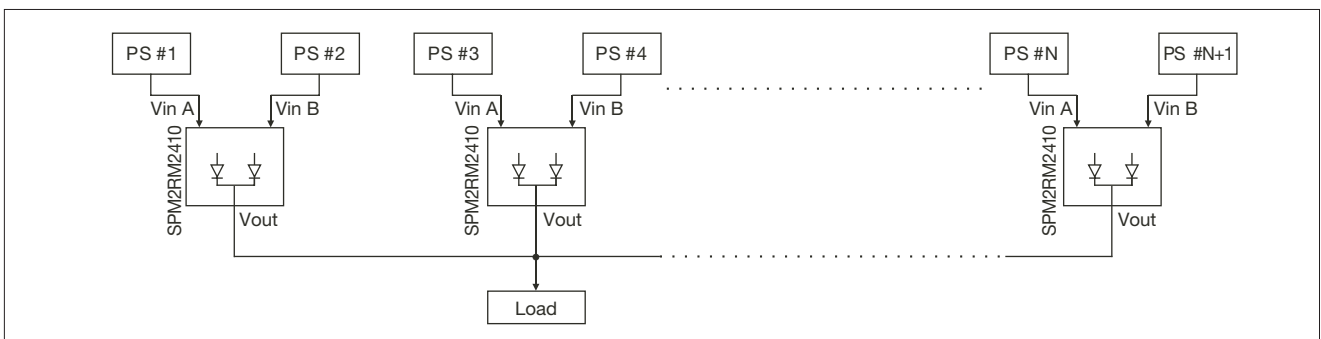 PS #1
PS #2
PS #3
PS #4
PS #N
PS #N+1
Vin A
Vin B
Vin A
Vin B
Vin A
Vin B
SPM2RM2410
SPM2RM2410
SPM2RM2410
Vout
Vout
Vout
Load